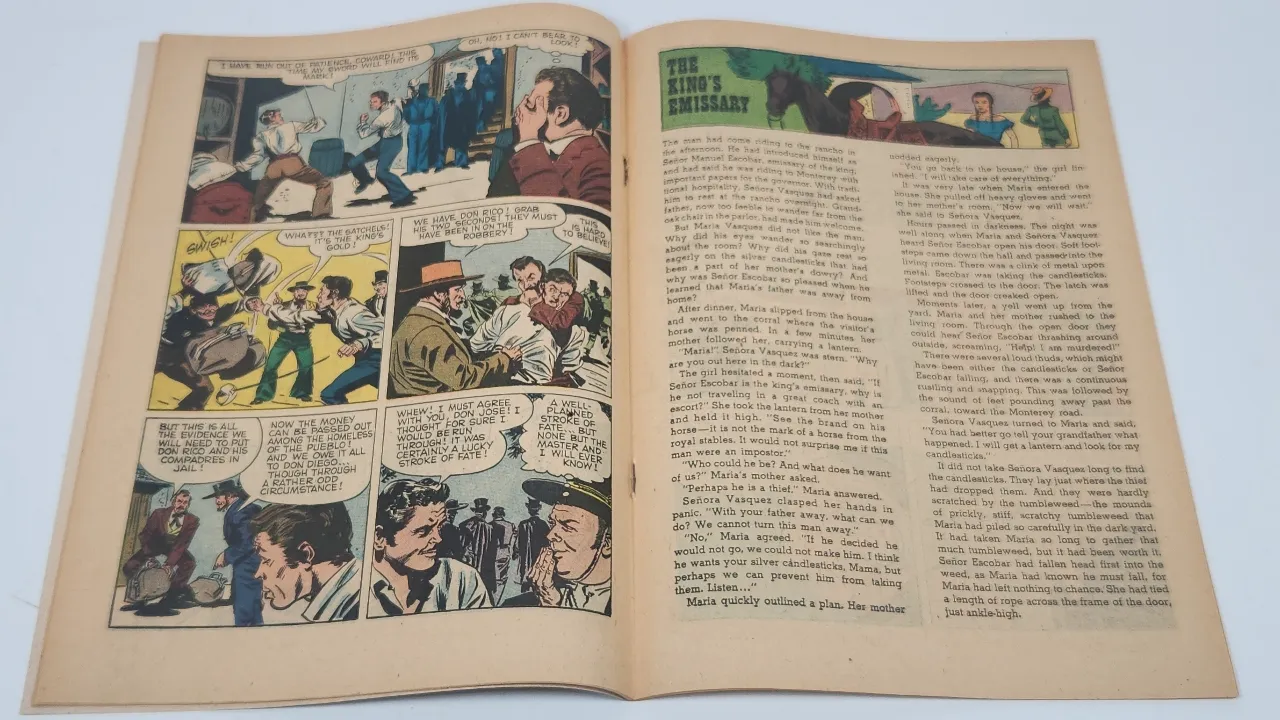 I HAVE RUN OUT OF PATIENCE, COWARD! THIS
TIME MY SWORD WILL FIND ITS
MARK!
OH, NO! I CAN'T BEAR TO
LOOK!
SWISH!
WHAT?? THE SATCHELS!
IT'S THE KING'S
GOLD!
WE HAVE DON RICO! GRAB
HIS TWO SECONDS! THEY MUST
HAVE BEEN IN ON THE
ROBBERY!
THIS
IS HARD
TO BELIEVE!
BUT THIS IS ALL
THE EVIDENCE WE
WILL NEED TO PUT
DON RICO AND HIS
COMPADRES IN
JAIL!
NOW THE MONEY
CAN BE PASSED OUT
AMONG THE HOMELESS
OF THE PUEBLO!
AND WE OWE IT ALL
TO DON DIEGO...
THOUGH THROUGH
A RATHER ODD
CIRCUMSTANCE!
WHEW! I MUST AGREE
WITH YOU, DON JOSE! I
THOUGHT FOR SURE I
WOULD BE RUN
THROUGH! IT WAS
CERTAINLY A LUCKY
STROKE OF FATE!
A WELL-
PLANNED
STROKE OF
FATE... BUT
NONE BUT THE
MASTER AND
I WILL EVER
KNOW!
THE
KING'S
EMISSARY
The man had come riding to the rancho in
the afternoon. He had introduced himself as
Señor Manuel Escobar, emissary of the king,
and had said he was riding to Monterey with
important papers for the governor. With tradi-
tional hospitality, Señora Vasquez had asked
him to rest at the rancho overnight. Grand-
father, now too feeble to wander far from the
oak chair in the parlor, had made him welcome.
But Maria Vasquez did not like the man.
Why did his eyes wander so searchingly
about the room? Why did his gaze rest so
eagerly on the silver candlesticks that had
been a part of her mother's dowery? And
why was Señor Escobar so pleased when he
learned that Maria's father was away from
home?
After dinner, Maria slipped from the house
and went to the corral where the visitor's
horse was penned. In a few minutes her
mother followed her, carrying a lantern.
"Maria!" Señora Vasquez was stern. "Why
are you out here in the dark?"
The girl hesitated a moment, then said, "If
Señor Escobar is the king's emissary, why is
he not traveling in a great coach with an
escort?" She took the lantern from her mother
and held it high. "See the brand on his
horse—it is not the mark of a horse from the
royal stables. It would not surprise me if this
man were an impostor."
"Who could he be? And what does he want
of us?" Maria's mother asked.
"Perhaps he is a thief," Maria answered.
Señora Vasquez clasped her hands in
panic. "With your father away, what can we
do? We cannot turn this man away."
"No," Maria agreed. "If he decided he
would not go, we could not make him. I think
he wants your silver candlesticks, Mama, but
perhaps we can prevent him from taking
them. Listen..."
Maria quickly outlined a plan. Her mother
nodded eagerly.
"You go back to the house," the girl fin-
ished. "I will take care of everything."
It was very late when Maria entered the
house. She pulled off heavy gloves and went
to her mother's room. "Now we will wait,"
she said to Señora Vasquez.
Hours passed in darkness. The night was
well along when Maria and Señora Vasquez
heard Señor Escobar open his door. Soft foot-
steps came down the hall and passed into the
living room. There was a clink of metal upon
metal. Escobar was taking the candlesticks.
Footsteps crossed to the door. The latch was
lifted and the door creaked open.
Moments later, a yell went up from the
yard. Maria and her mother rushed to the
living room. Through the open door they
could hear Señor Escobar thrashing around
outside, screaming, "Help! I am murdered!"
There were several loud thuds, which might
have been either the candlesticks or Señor
Escobar falling, and there was a continuous
rustling and snapping. This was followed by
the sound of feet pounding away past the
corral, toward the Monterey road.
Señora Vasquez turned to Maria and said,
"You had better go tell your grandfather what
happened. I will get a lantern and look for my
candlesticks."
It did not take Señora Vasquez long to find
the candlesticks. They lay just where the thief
had dropped them. And they were hardly
scratched by the tumbleweed—the mounds
of prickly, stiff, scratchy tumbleweed that
Maria had piled so carefully in the dark yard.
It had taken Maria so long to gather that
much tumbleweed, but it had been worth it.
Señor Escobar had fallen head first into the
weed, as Maria had known he must fall, for
Maria had left nothing to chance. She had tied
a length of rope across the frame of the door,
just ankle-high.